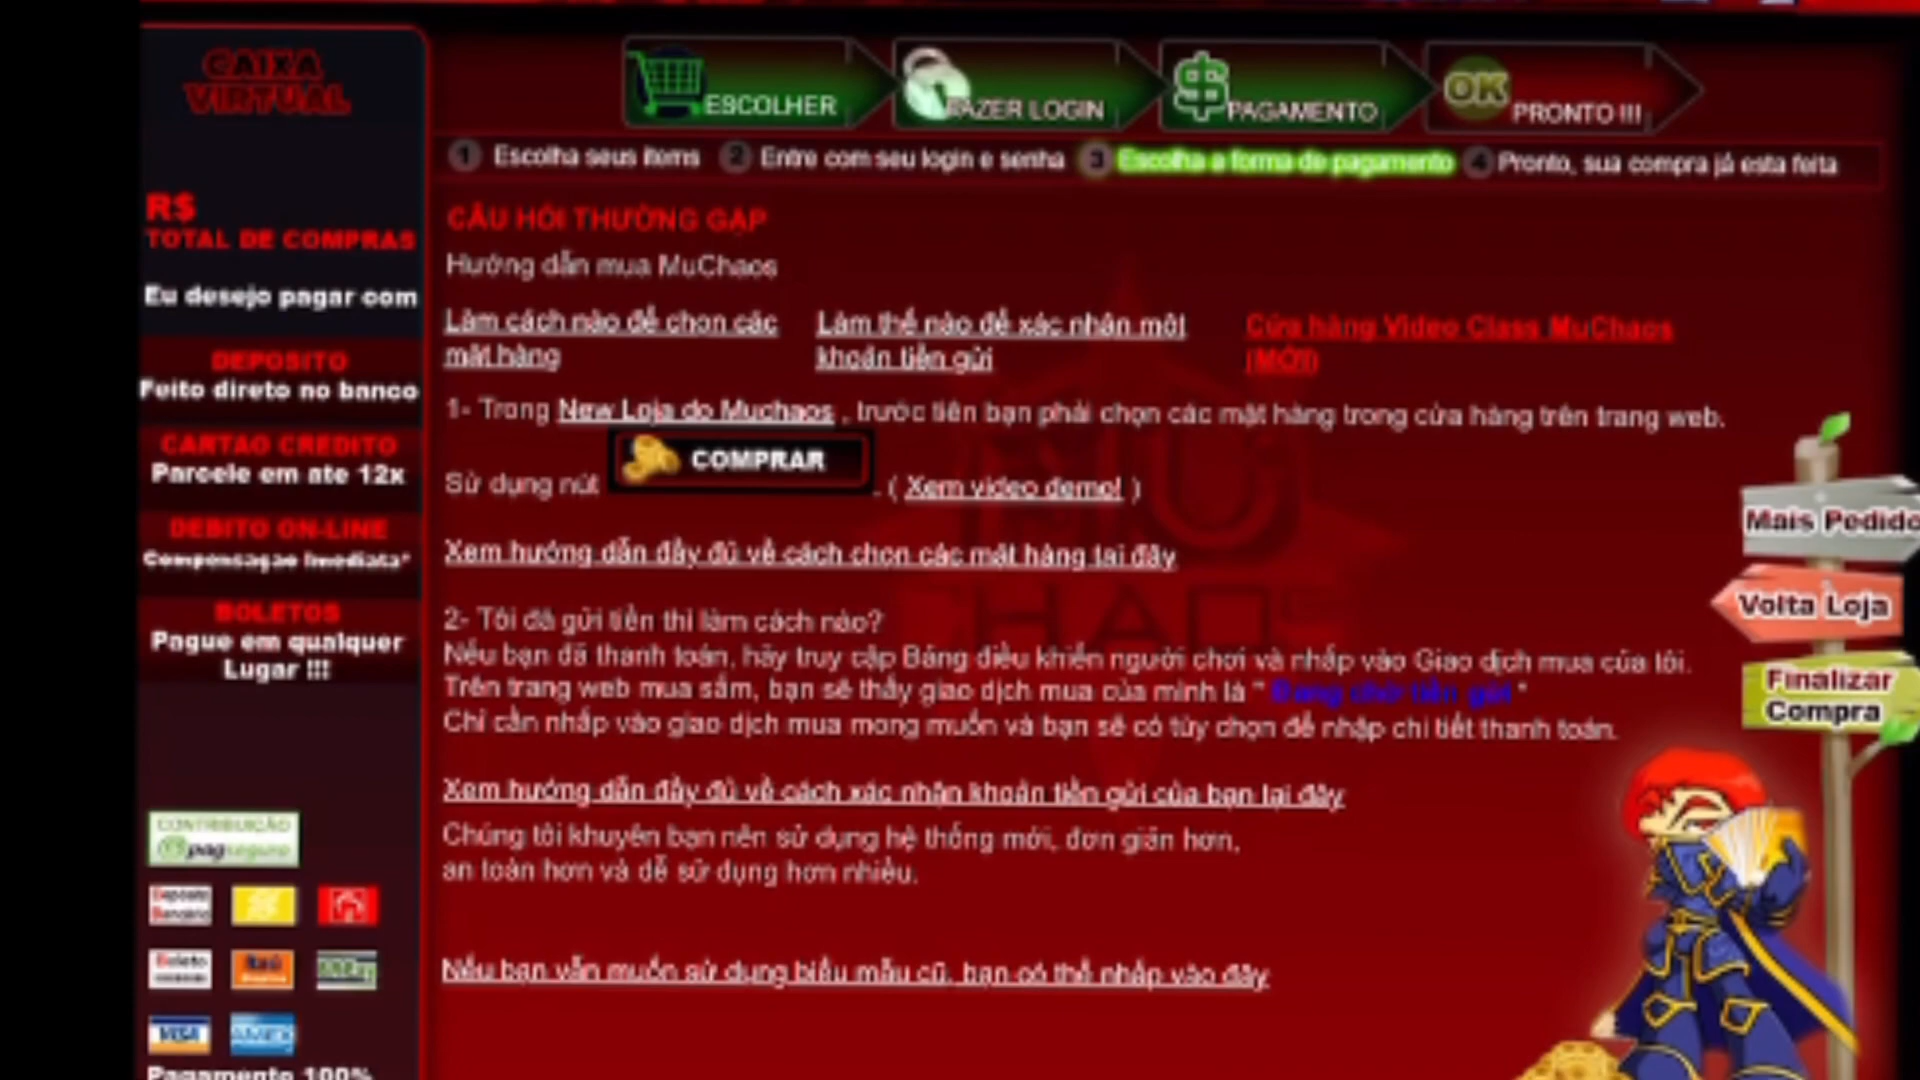 CAIXA
VIRTUAL
ESCOLHER
FAZER LOGIN
PAGAMENTO
OK PRONTO !!!
1 Escolha seus items
2 Entre com seu login e senha
3 Escolha a forma de pagamento
4 Pronto, sua compra já esta feita
R$
TOTAL DE COMPRAS
Eu desejo pagar com
DEPOSITO
Feito direto no banco
CARTAO CREDITO
Parcele em ate 12x
DEBITO ON-LINE
Compensaçao Imediata*
BOLETOS
Pague em qualquer
Lugar !!!
CONTRIBUIÇÃO
pagseguro
Deposito
Bancário
Boleto
Itaú
VISA
Pagamento 100%
CÂU HỎI THƯỜNG GẶP
Hướng dẫn mua MuChaos
Làm cách nào để chọn các
mặt hàng
Làm thế nào để xác nhận một
khoản tiền gửi
Cửa hàng Video Class MuChaos
(MỚI)
1- Trong New Loja do Muchaos , trước tiên bạn phải chọn các mặt hàng trong cửa hàng trên trang web.
Sử dụng nút COMPRAR . ( Xem video demo! )
Xem hướng dẫn đầy đủ về cách chọn các mặt hàng tại đây
2- Tôi đã gửi tiền thì làm cách nào?
Nếu bạn đã thanh toán, hãy truy cập Bảng điều khiển người chơi và nhấp vào Giao dịch mua của tôi.
Trên trang web mua sắm, bạn sẽ thấy giao dịch mua của mình là " Đang chờ tiền gửi "
Chỉ cần nhấp vào giao dịch mua mong muốn và bạn sẽ có tùy chọn để nhập chi tiết thanh toán.
Xem hướng dẫn đầy đủ về cách xác nhận khoản tiền gửi của bạn tại đây
Chúng tôi khuyên bạn nên sử dụng hệ thống mới, đơn giản hơn,
an toàn hơn và dễ sử dụng hơn nhiều.
Nếu bạn vẫn muốn sử dụng biểu mẫu cũ, bạn có thể nhấp vào đây
Mais Pedido
Volta Loja
Finalizar
Compra